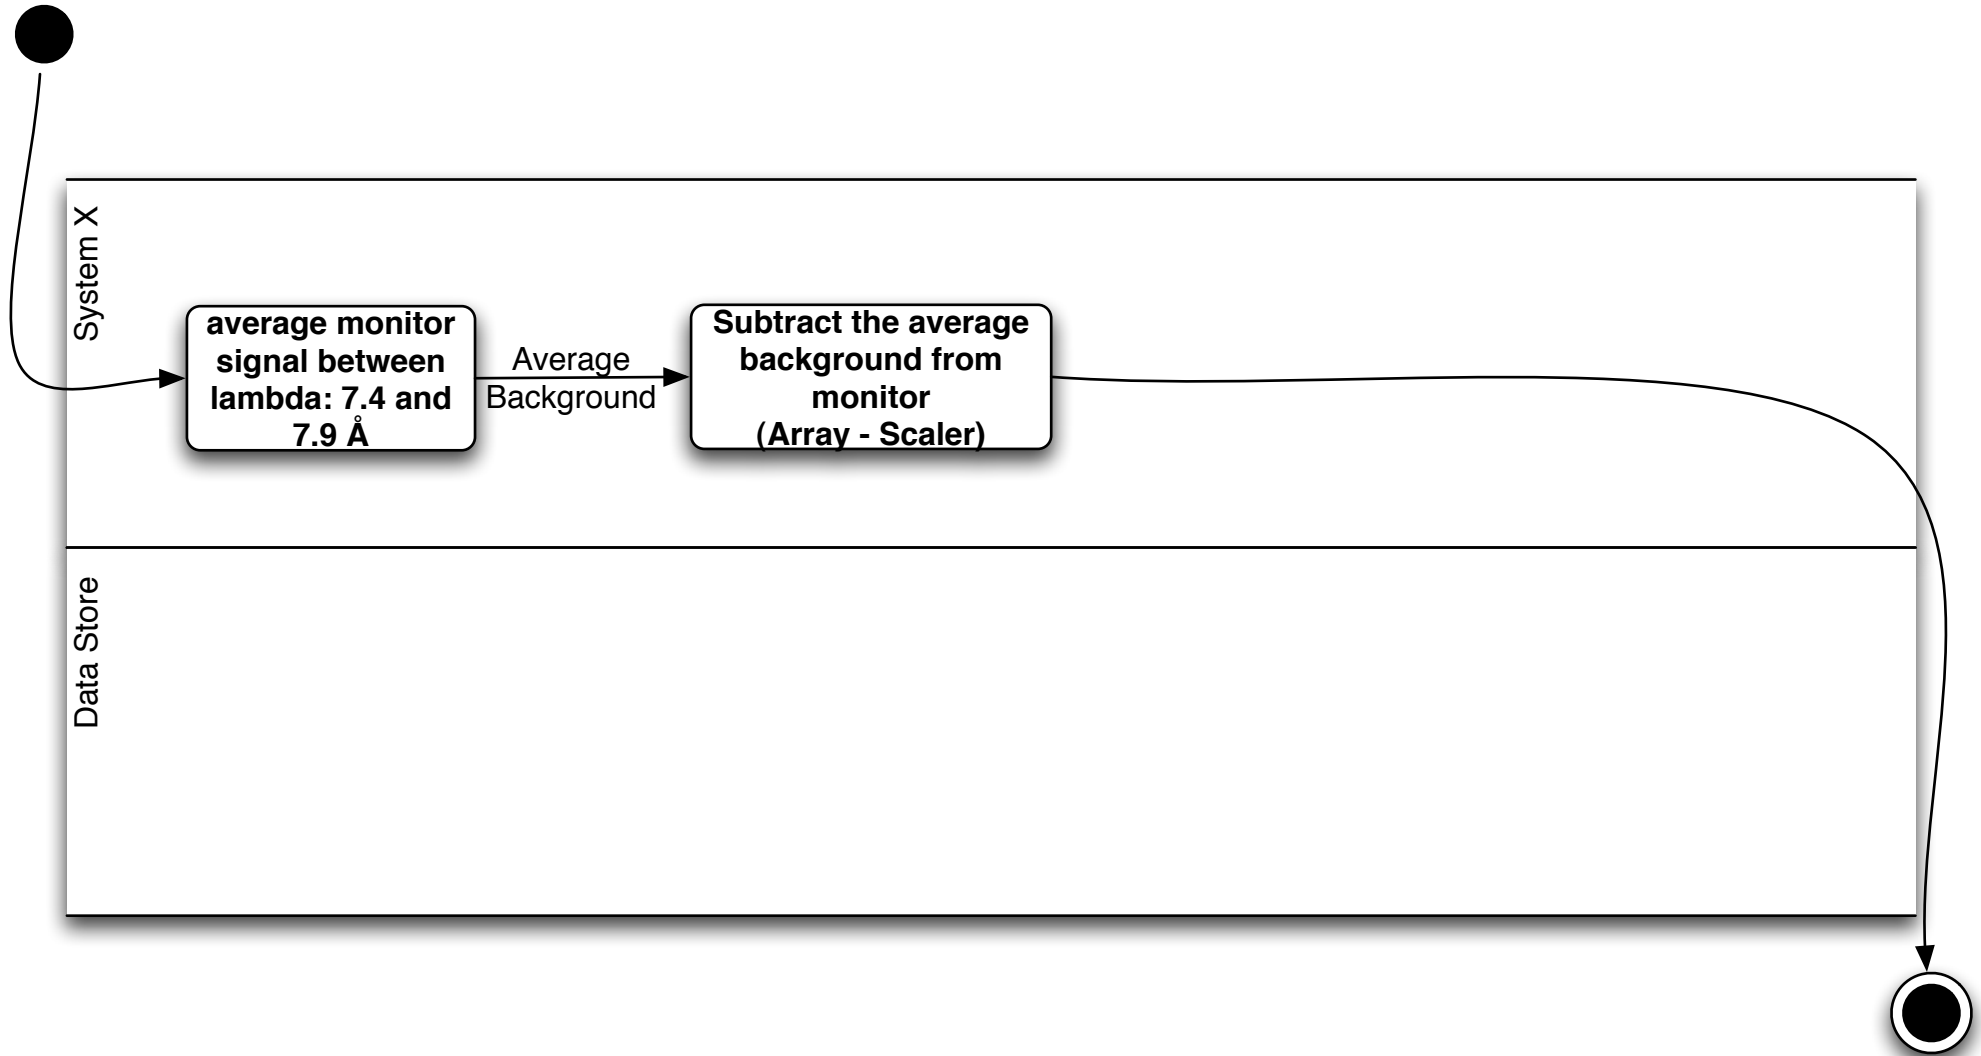 System X
average monitor
signal between
lambda: 7.4 and
7.9 Å
Average
Background
Subtract the average
background from
monitor
(Array - Scaler)
Data Store